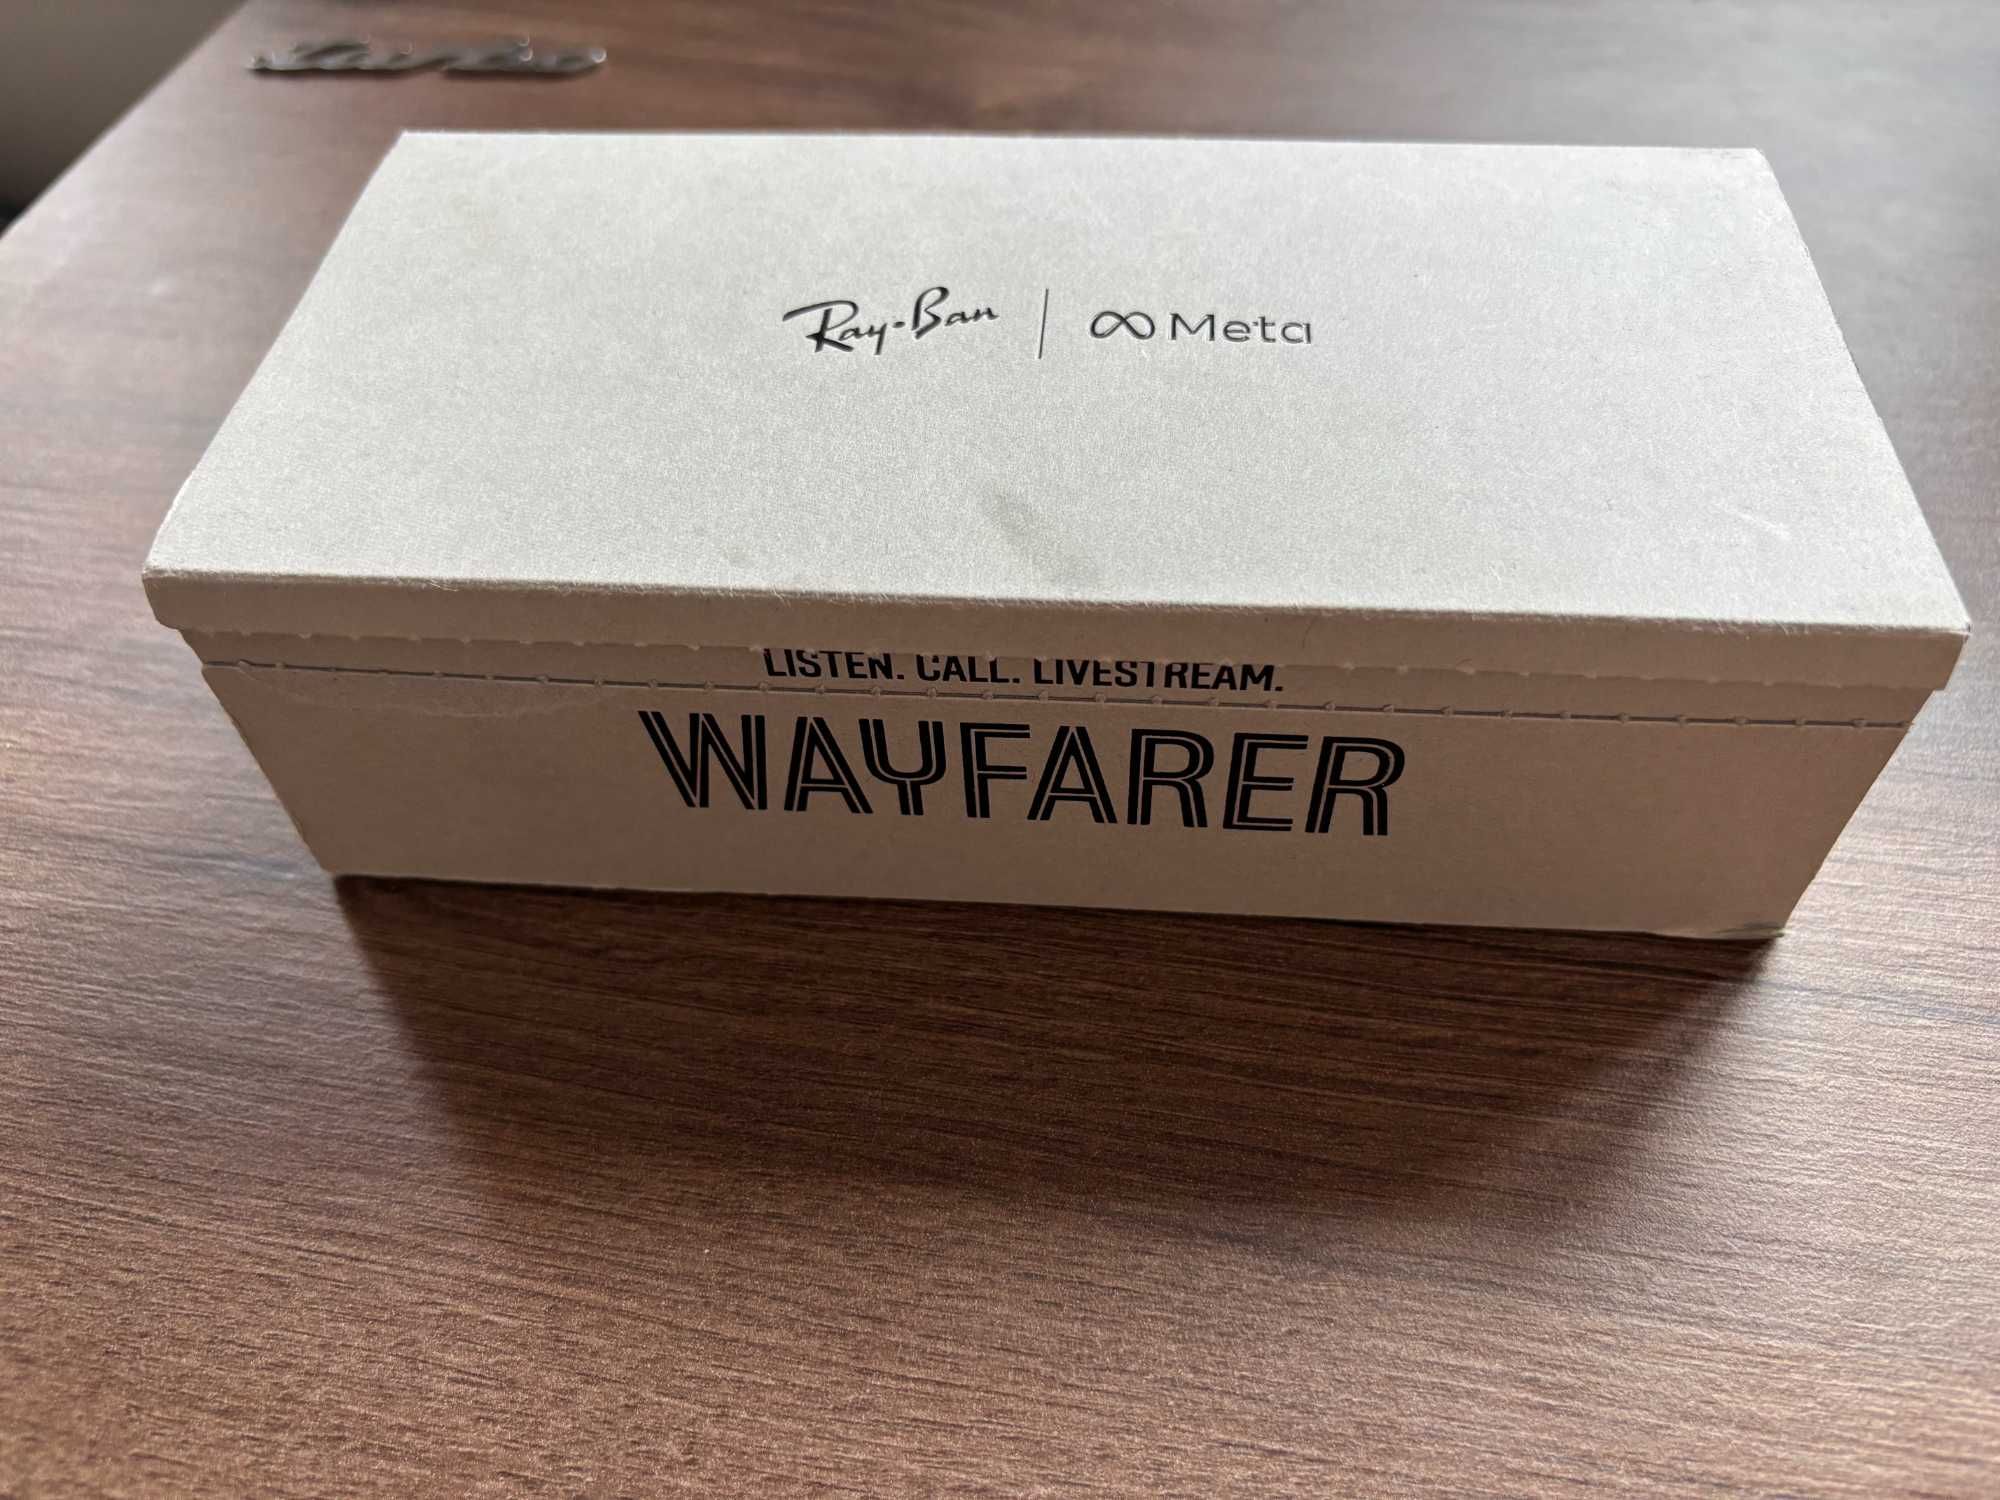 Ray-Ban | ∞ Meta
LISTEN. CALL. LIVESTREAM.
WAYFARER